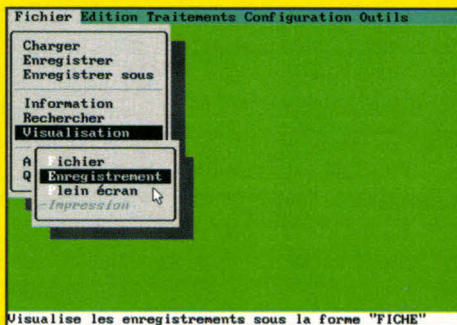 Fichier Edition Traitements Configuration Outils
Charger
Enregistrer
Enregistrer sous
Information
Rechercher
Visualisation
A
Q
Fichier
Enregistrement
Plein écran
Impression
Visualise les enregistrements sous la forme "FICHE"